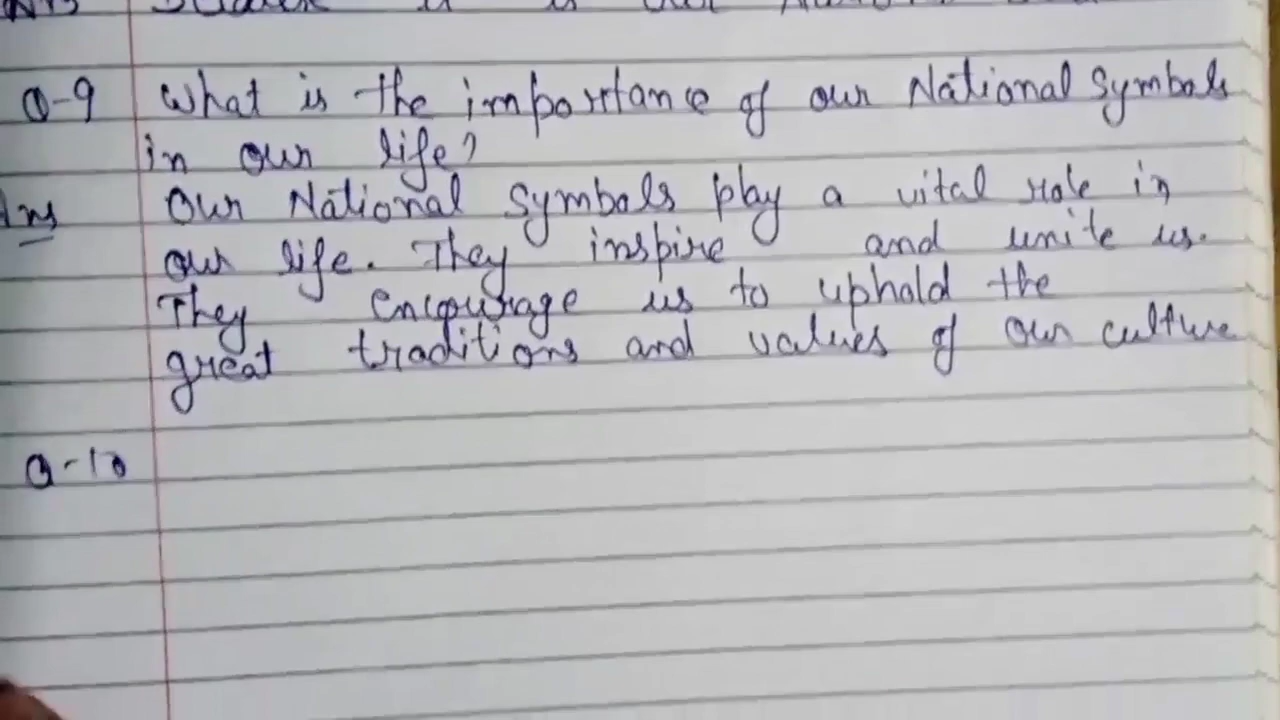 Q-9 What is the importance of our National Symbols
in our life?
Ans Our National Symbols play a vital role in
our life. They inspire and unite us.
They encourage us to uphold the
great traditions and values of our culture
Q-10